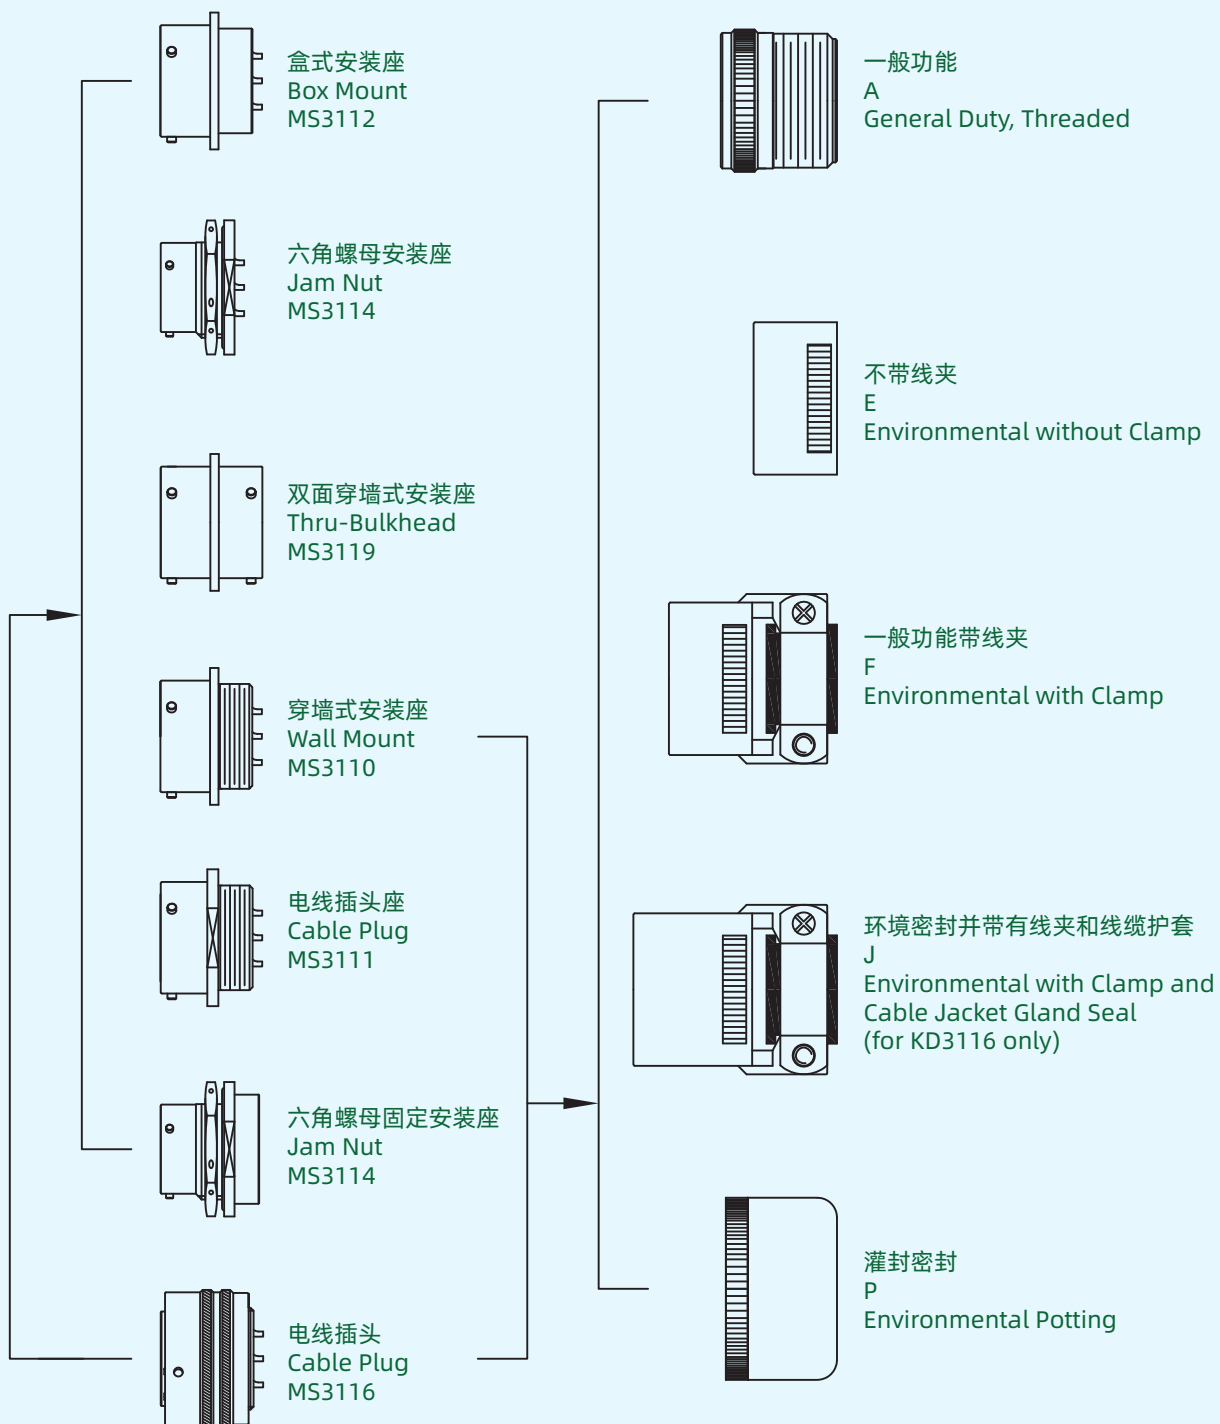 盒式安装座
Box Mount
MS3112
六角螺母安装座
Jam Nut
MS3114
双面穿墙式安装座
Thru-Bulkhead
MS3119
穿墙式安装座
Wall Mount
MS3110
电线插头座
Cable Plug
MS3111
六角螺母固定安装座
Jam Nut
MS3114
电线插头
Cable Plug
MS3116
一般功能
A
General Duty, Threaded
不带线夹
E
Environmental without Clamp
一般功能带线夹
F
Environmental with Clamp
环境密封并带有线夹和线缆护套
J
Environmental with Clamp and
Cable Jacket Gland Seal
(for KD3116 only)
灌封密封
P
Environmental Potting